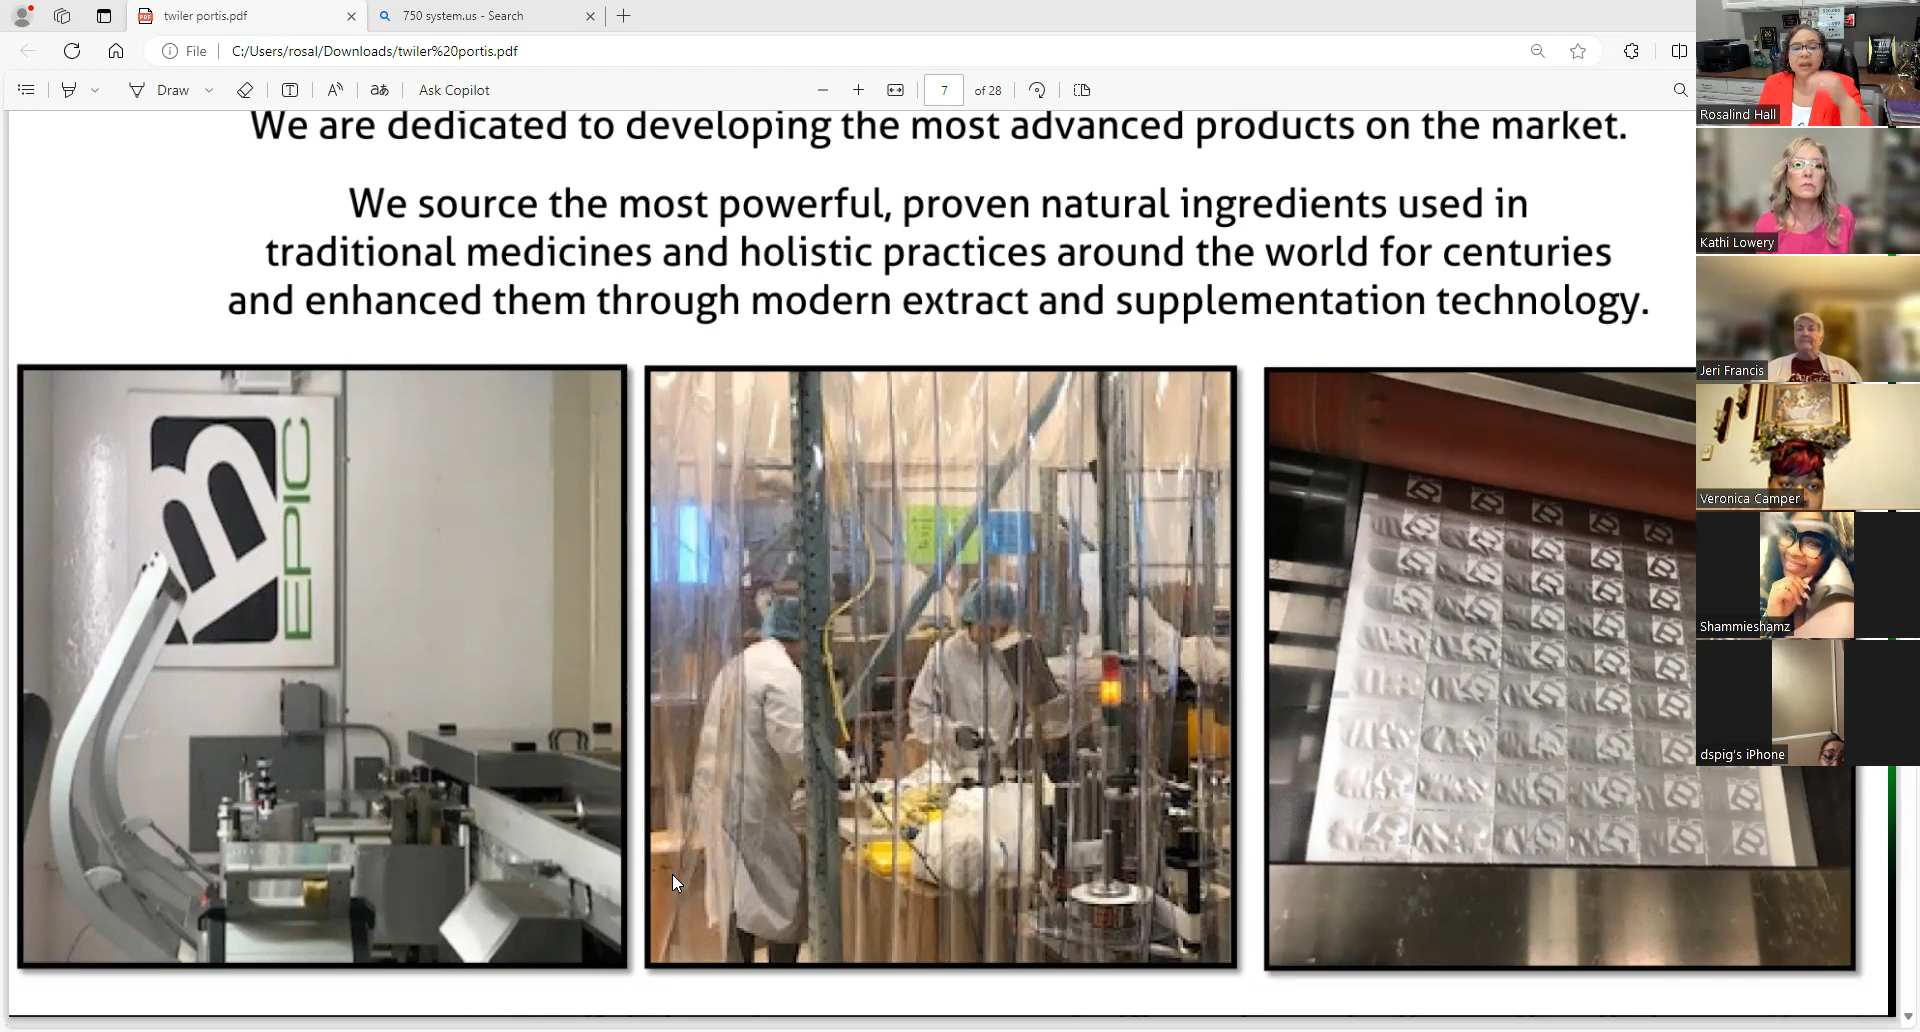 twiler portis.pdf
750 system.us - Search
File
C:/Users/rosal/Downloads/twiler%20portis.pdf
Draw
Ask Copilot
7
of 28
We are dedicated to developing the most advanced products on the market.
We source the most powerful, proven natural ingredients used in
traditional medicines and holistic practices around the world for centuries
and enhanced them through modern extract and supplementation technology.
EPIC
Rosalind Hall
Kathi Lowery
Jeri Francis
Veronica Camper
Shammieshamz
dspig's iPhone